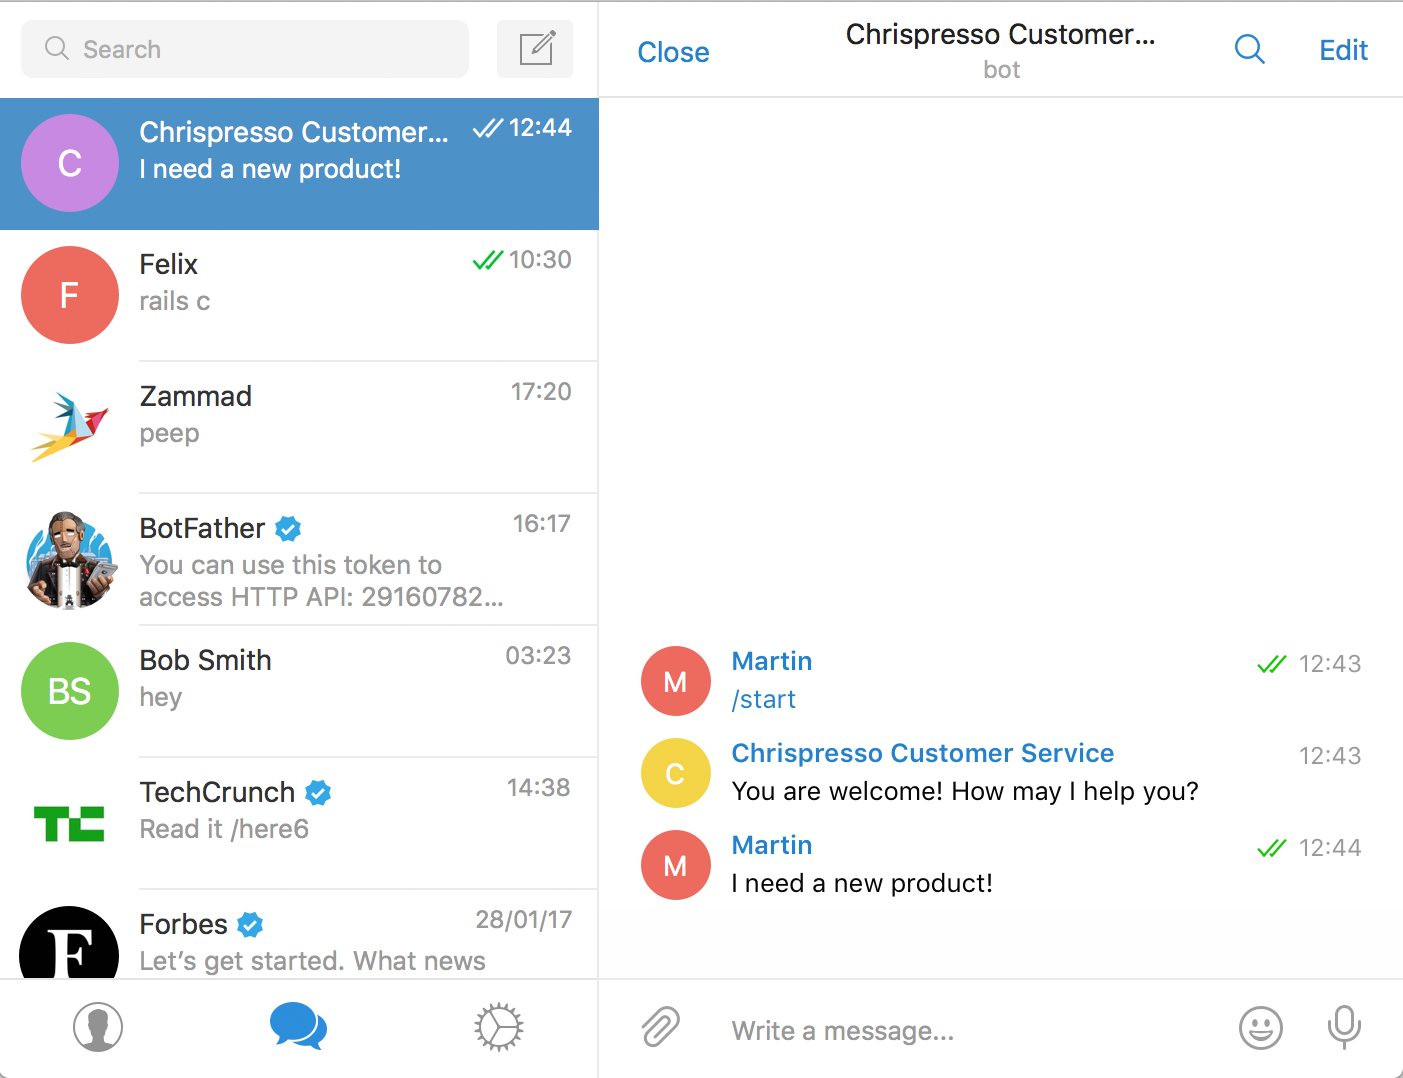 Search
C
Chrispresso Customer... 12:44
I need a new product!
F
Felix 10:30
rails c
Zammad 17:20
peep
BotFather 16:17
You can use this token to
access HTTP API: 29160782...
BS
Bob Smith 03:23
hey
TC
TechCrunch 14:38
Read it /here6
F
Forbes 28/01/17
Let’s get started. What news
Close
Chrispresso Customer...
bot
Edit
M
Martin 12:43
/start
C
Chrispresso Customer Service 12:43
You are welcome! How may I help you?
M
Martin 12:44
I need a new product!
Write a message...